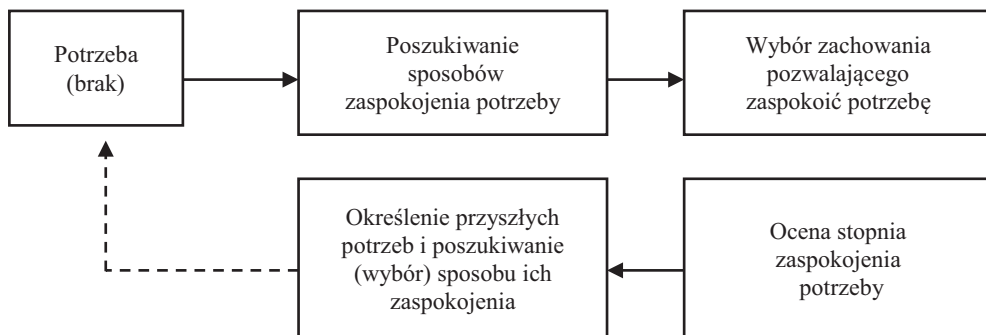 Potrzeba
(brak)
Poszukiwanie
sposobów
zaspokojenia potrzeby
Wybór zachowania
pozwalającego
zaspokoić potrzebę
Określenie przyszłych
potrzeb i poszukiwanie
(wybór) sposobu ich
zaspokojenia
Ocena stopnia
zaspokojenia
potrzeby